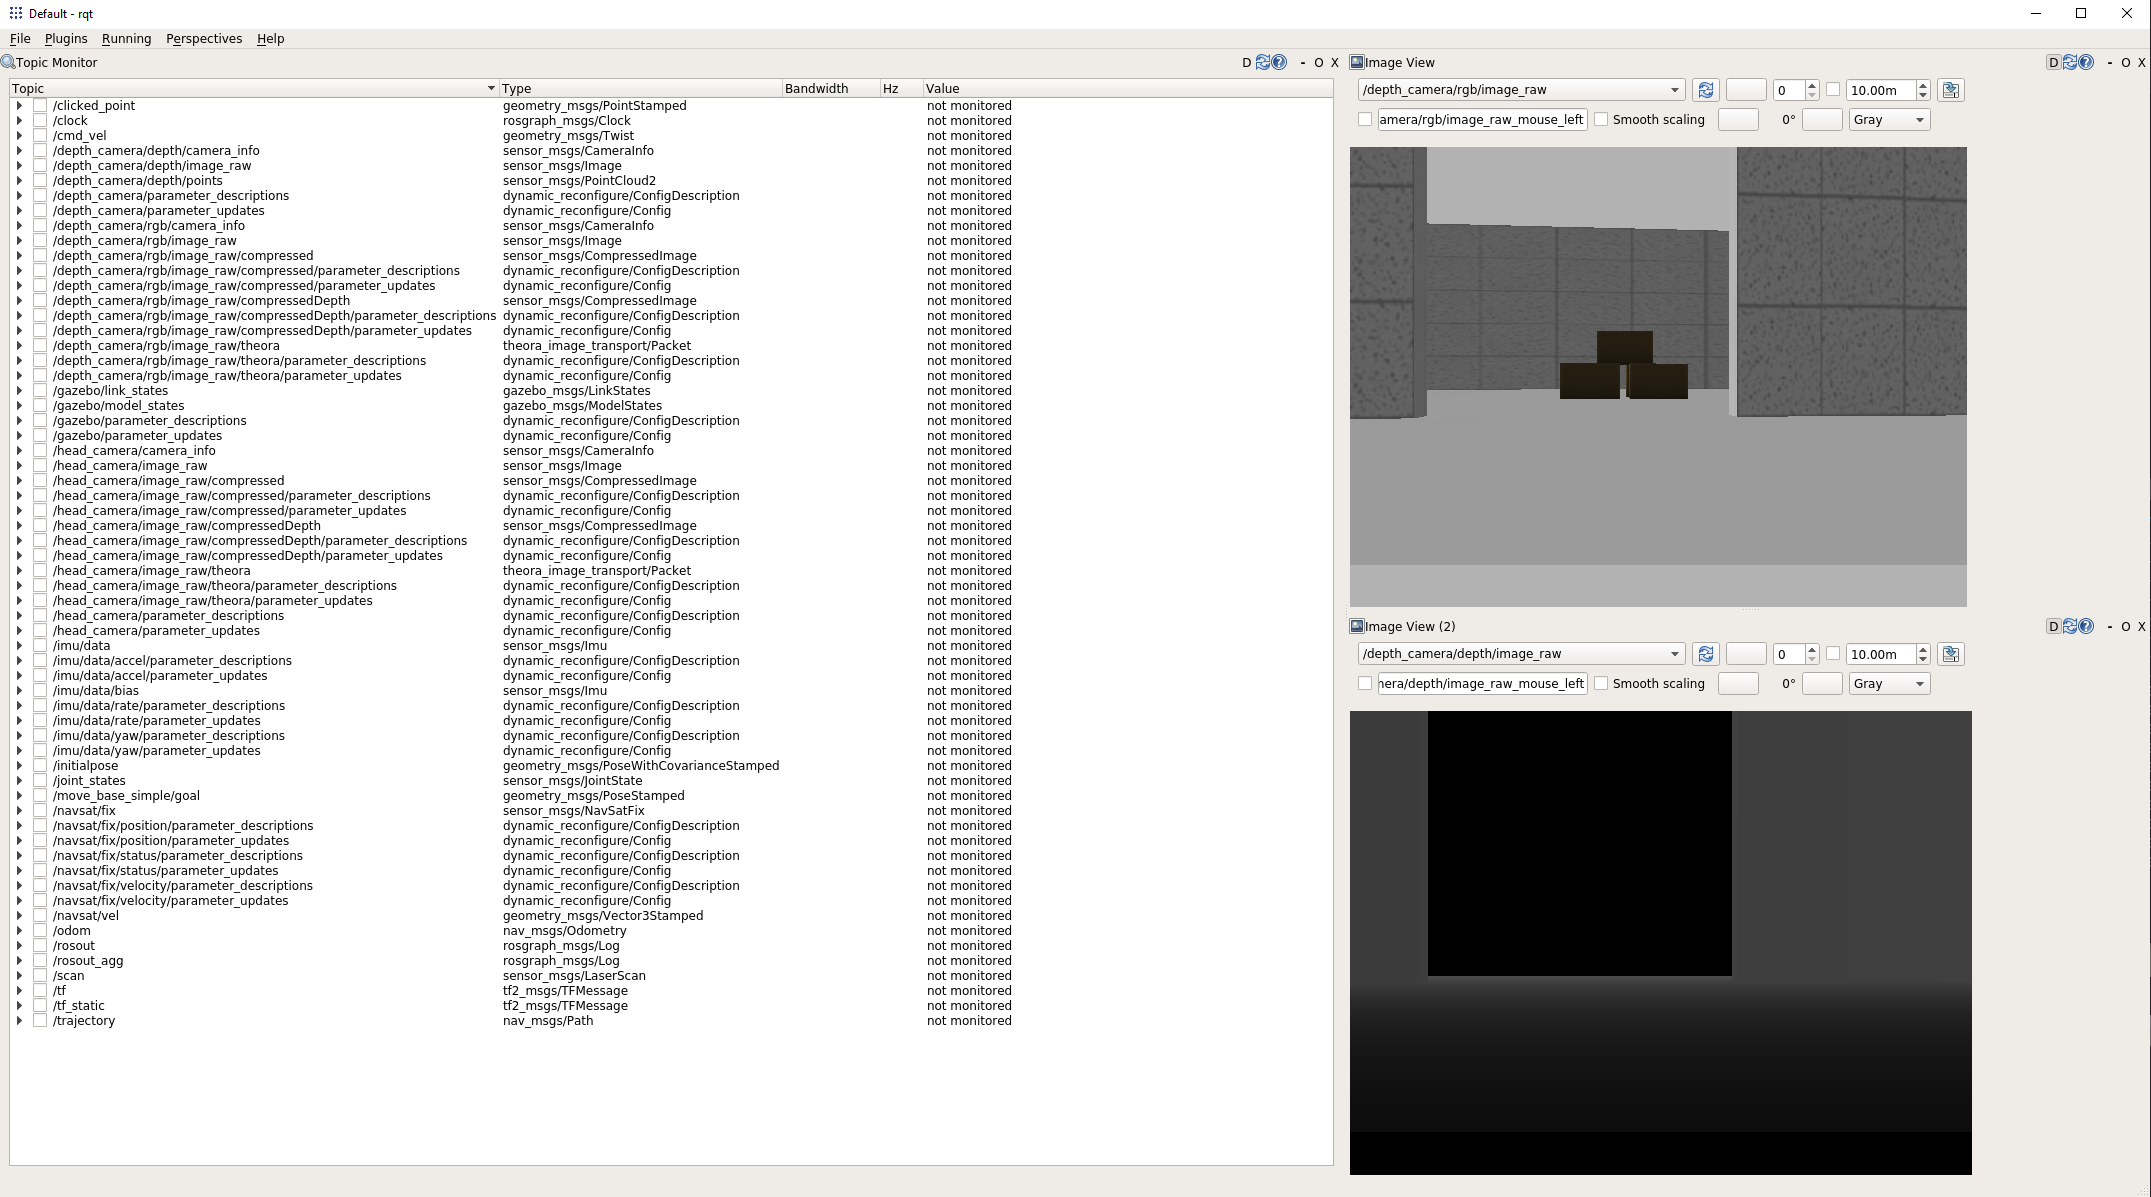 Default - rqt
File Plugins Running Perspectives Help
Topic Monitor D - O X
Topic Type Bandwidth Hz Value
/clicked_point geometry_msgs/PointStamped not monitored
/clock rosgraph_msgs/Clock not monitored
/cmd_vel geometry_msgs/Twist not monitored
/depth_camera/depth/camera_info sensor_msgs/CameraInfo not monitored
/depth_camera/depth/image_raw sensor_msgs/Image not monitored
/depth_camera/depth/points sensor_msgs/PointCloud2 not monitored
/depth_camera/parameter_descriptions dynamic_reconfigure/ConfigDescription not monitored
/depth_camera/parameter_updates dynamic_reconfigure/Config not monitored
/depth_camera/rgb/camera_info sensor_msgs/CameraInfo not monitored
/depth_camera/rgb/image_raw sensor_msgs/Image not monitored
/depth_camera/rgb/image_raw/compressed sensor_msgs/CompressedImage not monitored
/depth_camera/rgb/image_raw/compressed/parameter_descriptions dynamic_reconfigure/ConfigDescription not monitored
/depth_camera/rgb/image_raw/compressed/parameter_updates dynamic_reconfigure/Config not monitored
/depth_camera/rgb/image_raw/compressedDepth sensor_msgs/CompressedImage not monitored
/depth_camera/rgb/image_raw/compressedDepth/parameter_descriptions dynamic_reconfigure/ConfigDescription not monitored
/depth_camera/rgb/image_raw/compressedDepth/parameter_updates dynamic_reconfigure/Config not monitored
/depth_camera/rgb/image_raw/theora theora_image_transport/Packet not monitored
/depth_camera/rgb/image_raw/theora/parameter_descriptions dynamic_reconfigure/ConfigDescription not monitored
/depth_camera/rgb/image_raw/theora/parameter_updates dynamic_reconfigure/Config not monitored
/gazebo/link_states gazebo_msgs/LinkStates not monitored
/gazebo/model_states gazebo_msgs/ModelStates not monitored
/gazebo/parameter_descriptions dynamic_reconfigure/ConfigDescription not monitored
/gazebo/parameter_updates dynamic_reconfigure/Config not monitored
/head_camera/camera_info sensor_msgs/CameraInfo not monitored
/head_camera/image_raw sensor_msgs/Image not monitored
/head_camera/image_raw/compressed sensor_msgs/CompressedImage not monitored
/head_camera/image_raw/compressed/parameter_descriptions dynamic_reconfigure/ConfigDescription not monitored
/head_camera/image_raw/compressed/parameter_updates dynamic_reconfigure/Config not monitored
/head_camera/image_raw/compressedDepth sensor_msgs/CompressedImage not monitored
/head_camera/image_raw/compressedDepth/parameter_descriptions dynamic_reconfigure/ConfigDescription not monitored
/head_camera/image_raw/compressedDepth/parameter_updates dynamic_reconfigure/Config not monitored
/head_camera/image_raw/theora theora_image_transport/Packet not monitored
/head_camera/image_raw/theora/parameter_descriptions dynamic_reconfigure/ConfigDescription not monitored
/head_camera/image_raw/theora/parameter_updates dynamic_reconfigure/Config not monitored
/head_camera/parameter_descriptions dynamic_reconfigure/ConfigDescription not monitored
/head_camera/parameter_updates dynamic_reconfigure/Config not monitored
/imu/data sensor_msgs/Imu not monitored
/imu/data/accel/parameter_descriptions dynamic_reconfigure/ConfigDescription not monitored
/imu/data/accel/parameter_updates dynamic_reconfigure/Config not monitored
/imu/data/bias sensor_msgs/Imu not monitored
/imu/data/rate/parameter_descriptions dynamic_reconfigure/ConfigDescription not monitored
/imu/data/rate/parameter_updates dynamic_reconfigure/Config not monitored
/imu/data/yaw/parameter_descriptions dynamic_reconfigure/ConfigDescription not monitored
/imu/data/yaw/parameter_updates dynamic_reconfigure/Config not monitored
/initialpose geometry_msgs/PoseWithCovarianceStamped not monitored
/joint_states sensor_msgs/JointState not monitored
/move_base_simple/goal geometry_msgs/PoseStamped not monitored
/navsat/fix sensor_msgs/NavSatFix not monitored
/navsat/fix/position/parameter_descriptions dynamic_reconfigure/ConfigDescription not monitored
/navsat/fix/position/parameter_updates dynamic_reconfigure/Config not monitored
/navsat/fix/status/parameter_descriptions dynamic_reconfigure/ConfigDescription not monitored
/navsat/fix/status/parameter_updates dynamic_reconfigure/Config not monitored
/navsat/fix/velocity/parameter_descriptions dynamic_reconfigure/ConfigDescription not monitored
/navsat/fix/velocity/parameter_updates dynamic_reconfigure/Config not monitored
/navsat/vel geometry_msgs/Vector3Stamped not monitored
/odom nav_msgs/Odometry not monitored
/rosout rosgraph_msgs/Log not monitored
/rosout_agg rosgraph_msgs/Log not monitored
/scan sensor_msgs/LaserScan not monitored
/tf tf2_msgs/TFMessage not monitored
/tf_static tf2_msgs/TFMessage not monitored
/trajectory nav_msgs/Path not monitored
Image View D - O X
/depth_camera/rgb/image_raw 0 10.00m
amera/rgb/image_raw_mouse_left Smooth scaling 0° Gray
Image View (2) D - O X
/depth_camera/depth/image_raw 0 10.00m
nera/depth/image_raw_mouse_left Smooth scaling 0° Gray